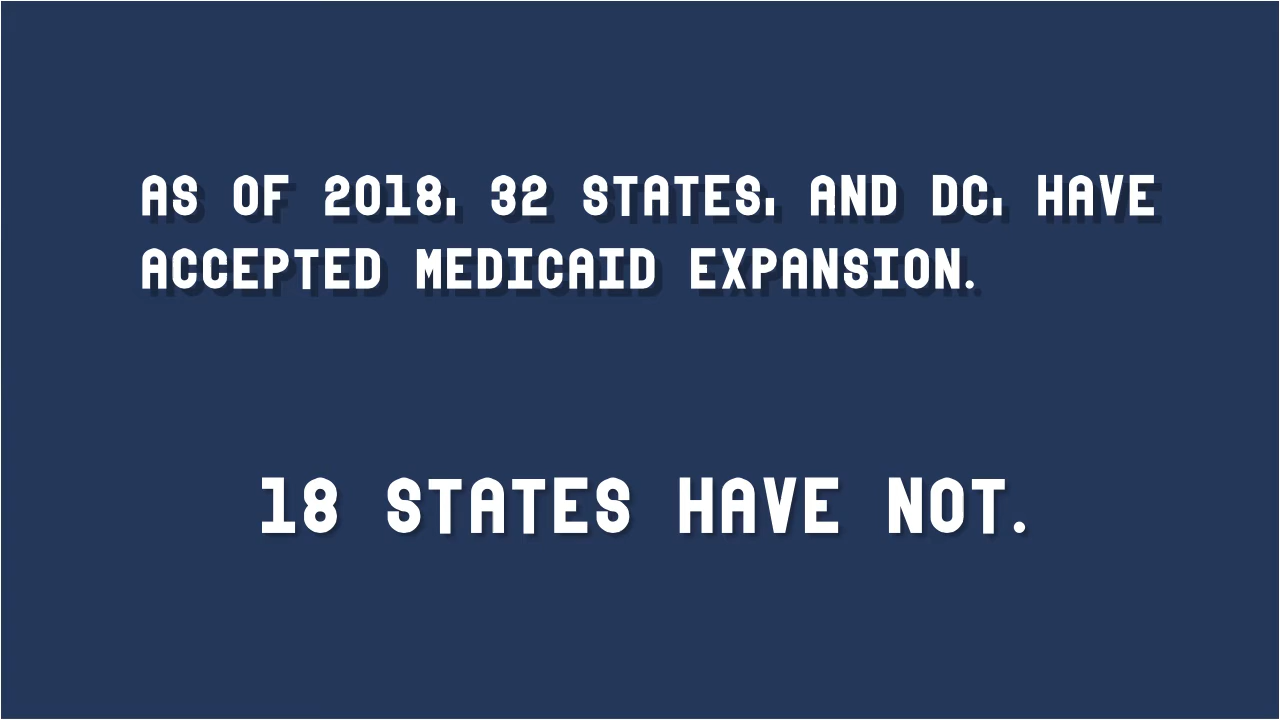 AS OF 2018, 32 STATES, AND DC, HAVE
ACCEPTED MEDICAID EXPANSION.
18 STATES HAVE NOT.